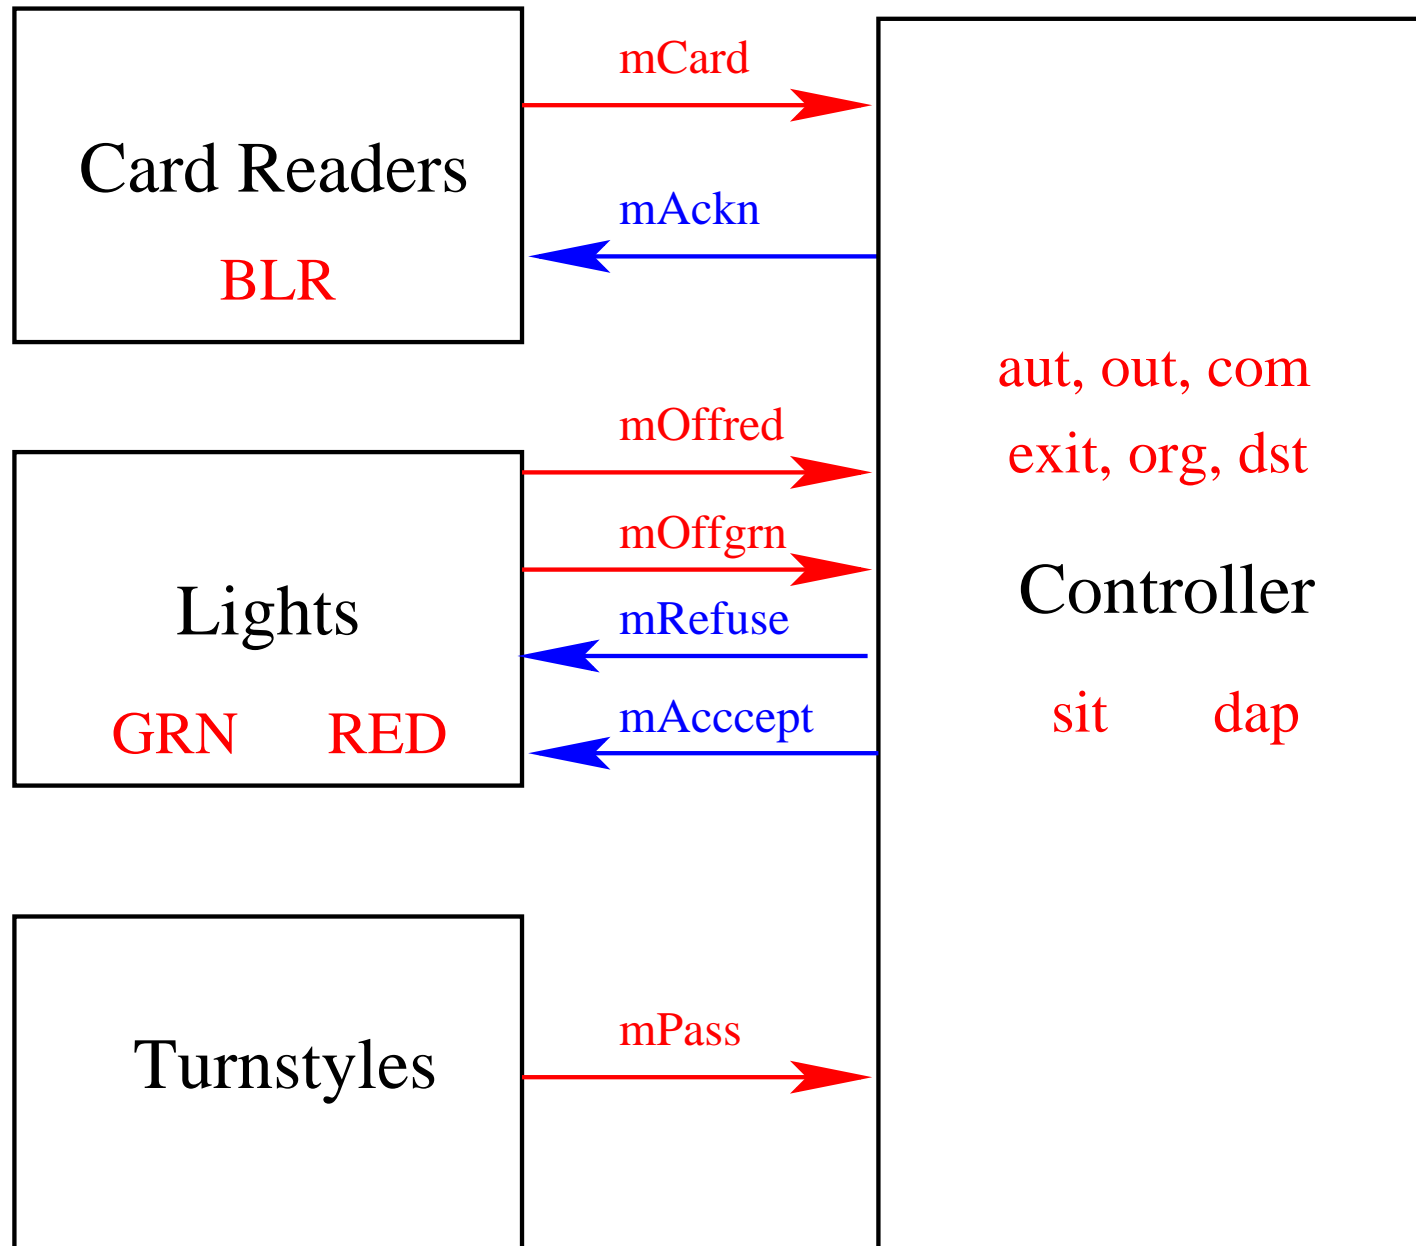 mCard
Card Readers
mAckn
BLR
aut, out, com
mOffred
exit, org, dst
mOffgrn
Controller
Lights
mRefuse
GRN RED
mAcccept
sit dap
mPass
Turnstyles